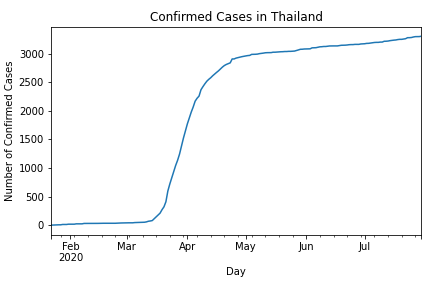 Confirmed Cases in Thailand
Number of Confirmed Cases
3000
2500
2000
1500
1000
500
0
Feb Mar Apr May Jun Jul
2020
Day